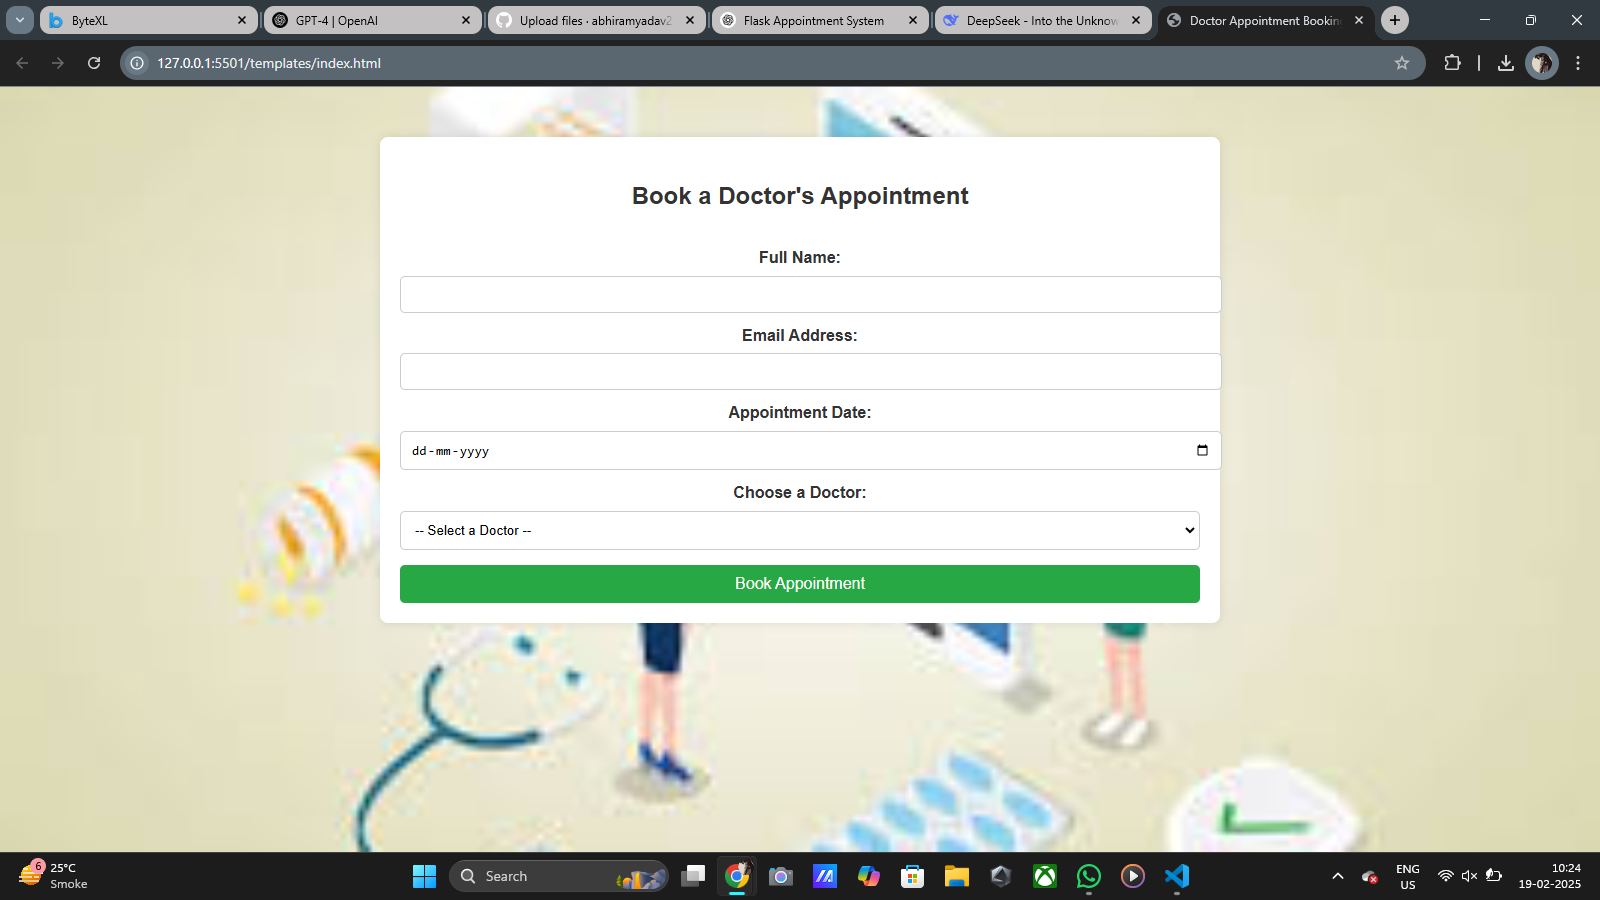 ByteXL
GPT-4 | OpenAI
Upload files · abhiramyadav2
Flask Appointment System
DeepSeek - Into the Unknow
Doctor Appointment Bookin
127.0.0.1:5501/templates/index.html
Book a Doctor's Appointment
Full Name:
Email Address:
Appointment Date:
dd-mm-yyyy
Choose a Doctor:
-- Select a Doctor --
Book Appointment
6
25°C
Smoke
Search
ENG
US
10:24
19-02-2025